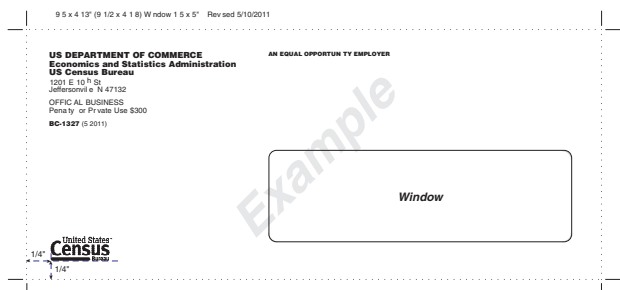 9 5 x 4 13" (9 1/2 x 4 1 8) W ndow 1 5 x 5" Rev sed 5/10/2011
US DEPARTMENT OF COMMERCE
Economics and Statistics Administration
US Census Bureau
1201 E 10 h St
Jeffersonvil e N 47132
OFFIC AL BUSINESS
Pena ty or Pr vate Use $300
BC-1327 (5 2011)
AN EQUAL OPPORTUN TY EMPLOYER
Example
Window
United States™
Census
Bureau
1/4"
1/4"